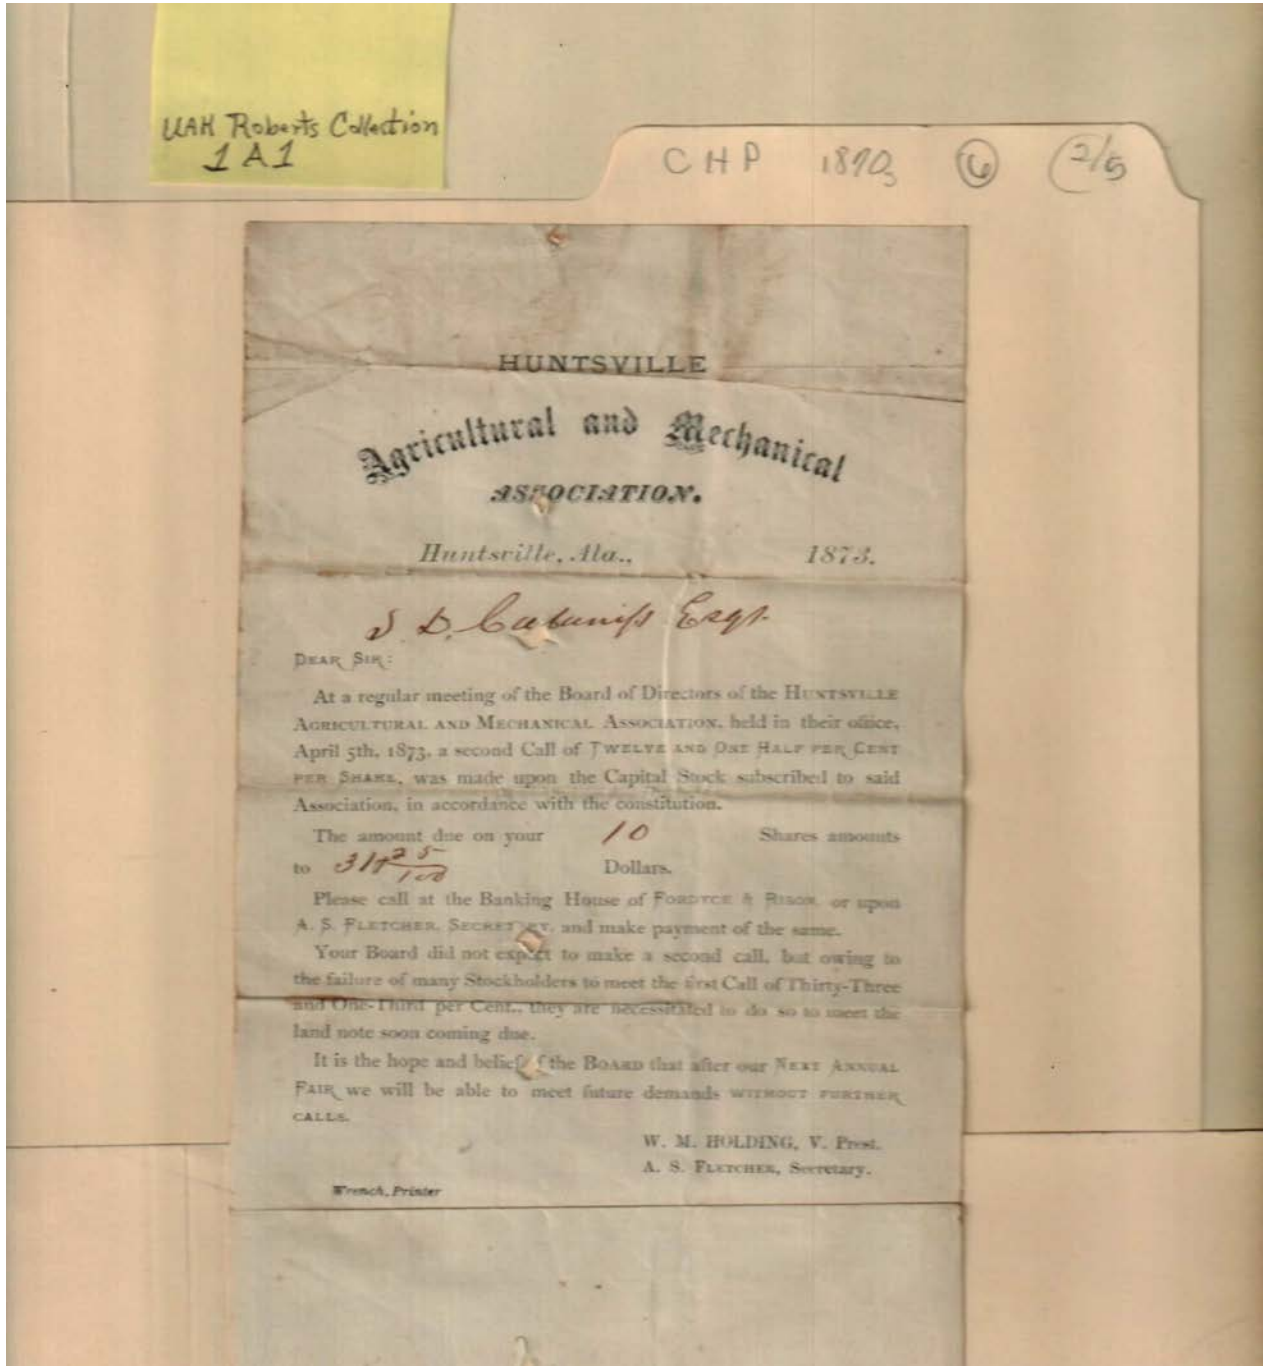 UAH Roberts Collection
1A1
CHP 1873 6 2/5
HUNTSVILLE
Agricultural and Mechanical
ASSOCIATION.
Huntsville, Ala., 1873.
S. D. Cabaniss Esqr.
DEAR SIR:
At a regular meeting of the Board of Directors of the HUNTSVILLE
AGRICULTURAL AND MECHANICAL ASSOCIATION, held in their office,
April 5th, 1873, a second Call of TWELVE AND ONE HALF PER CENT
PER SHARE, was made upon the Capital Stock subscribed to said
Association, in accordance with the constitution.
The amount due on your 10 Shares amounts
to 31 25/100 Dollars.
Please call at the Banking House of FORDYCE & RISON, or upon
A. S. FLETCHER, SECRETARY, and make payment of the same.
Your Board did not expect to make a second call, but owing to
the failure of many Stockholders to meet the first Call of Thirty-Three
and One-Third per Cent., they are necessitated to do so to meet the
land note soon coming due.
It is the hope and belief of the BOARD that after our NEXT ANNUAL
FAIR we will be able to meet future demands WITHOUT FURTHER
CALLS.
W. M. HOLDING, V. Prest.
A. S. FLETCHER, Secretary.
Wrench, Printer